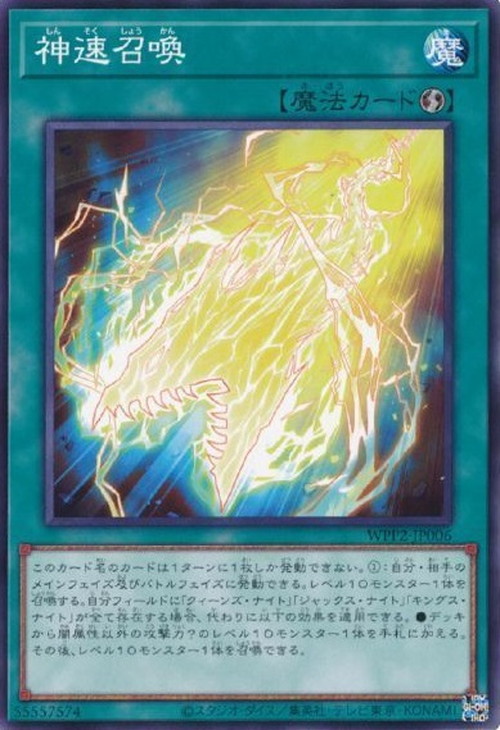 神速召喚
魔
【魔法カード】
WPP2-JP006
このカード名のカードは1ターンに1枚しか発動できない。①:自分・相手の
メインフェイズ及びバトルフェイズに発動できる。レベル10モンスター1体を
召喚する。自分フィールドに「クィーンズ・ナイト」「ジャックス・ナイト」「キングス・
ナイト」が全て存在する場合、代わりに以下の効果を適用できる。●デッキ
から闇属性以外の攻撃力?のレベル10モンスター1体を手札に加える。
その後、レベル10モンスター1体を召喚できる。
55557574
©スタジオ・ダイス/集英社・テレビ東京・KONAMI